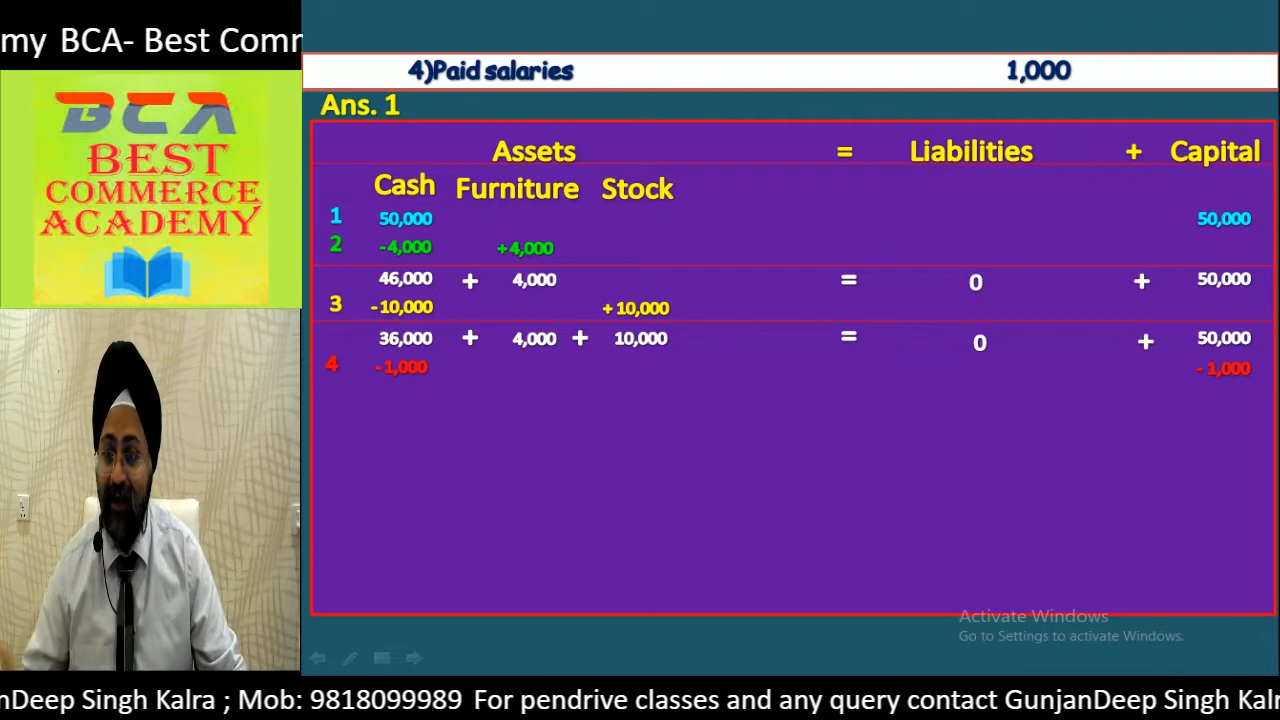 my BCA- Best Comm
BCA
BEST
COMMERCE
ACADEMY
4)Paid salaries 1,000
Ans. 1
Assets = Liabilities + Capital
Cash Furniture Stock
1 50,000 50,000
2 -4,000 +4,000
46,000 + 4,000 = 0 + 50,000
3 -10,000 +10,000
36,000 + 4,000 + 10,000 = 0 + 50,000
4 -1,000 -1,000
Activate Windows
Go to Settings to activate Windows.
nDeep Singh Kalra ; Mob: 9818099989 For pendrive classes and any query contact GunjanDeep Singh Kal